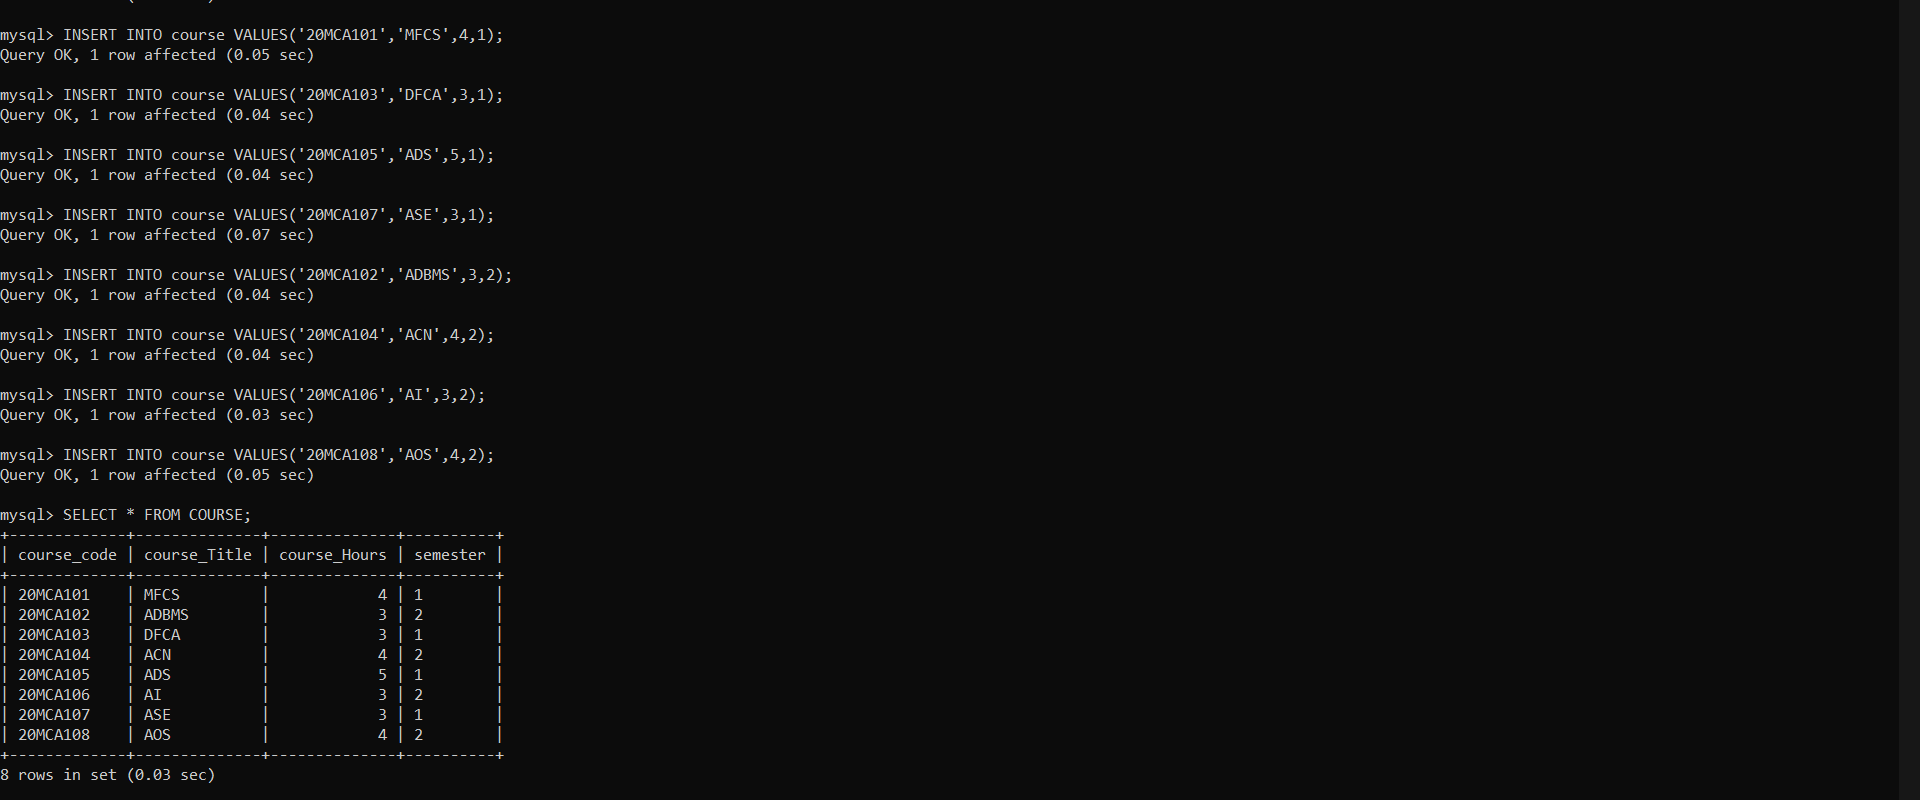 mysql> INSERT INTO course VALUES('20MCA101','MFCS',4,1);
Query OK, 1 row affected (0.05 sec)

mysql> INSERT INTO course VALUES('20MCA103','DFCA',3,1);
Query OK, 1 row affected (0.04 sec)

mysql> INSERT INTO course VALUES('20MCA105','ADS',5,1);
Query OK, 1 row affected (0.04 sec)

mysql> INSERT INTO course VALUES('20MCA107','ASE',3,1);
Query OK, 1 row affected (0.07 sec)

mysql> INSERT INTO course VALUES('20MCA102','ADBMS',3,2);
Query OK, 1 row affected (0.04 sec)

mysql> INSERT INTO course VALUES('20MCA104','ACN',4,2);
Query OK, 1 row affected (0.04 sec)

mysql> INSERT INTO course VALUES('20MCA106','AI',3,2);
Query OK, 1 row affected (0.03 sec)

mysql> INSERT INTO course VALUES('20MCA108','AOS',4,2);
Query OK, 1 row affected (0.05 sec)

mysql> SELECT * FROM COURSE;
+-------------+--------------+--------------+----------+
| course_code | course_Title | course_Hours | semester |
+-------------+--------------+--------------+----------+
| 20MCA101    | MFCS         |            4 | 1        |
| 20MCA102    | ADBMS        |            3 | 2        |
| 20MCA103    | DFCA         |            3 | 1        |
| 20MCA104    | ACN          |            4 | 2        |
| 20MCA105    | ADS          |            5 | 1        |
| 20MCA106    | AI           |            3 | 2        |
| 20MCA107    | ASE          |            3 | 1        |
| 20MCA108    | AOS          |            4 | 2        |
+-------------+--------------+--------------+----------+
8 rows in set (0.03 sec)